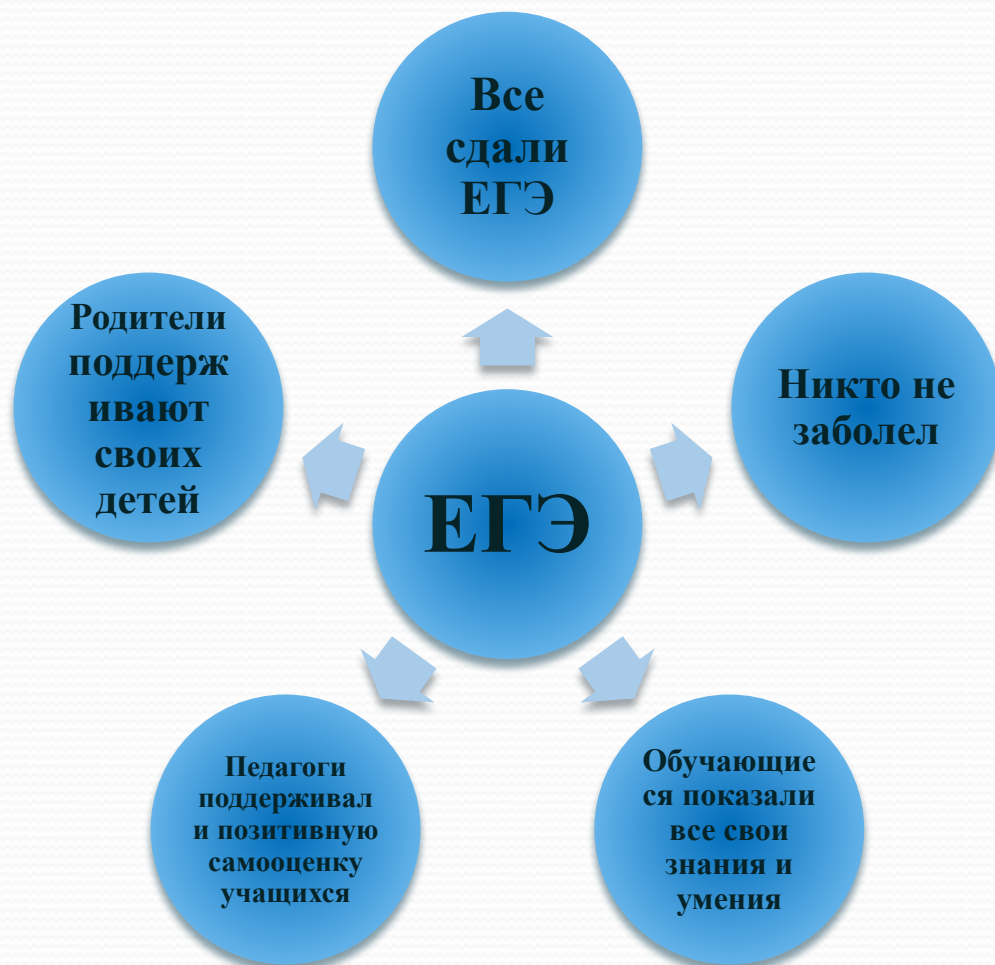 Все
сдали
ЕГЭ
Родители
поддерж
ивают
своих
детей
Никто не
заболел
ЕГЭ
Педагоги
поддерживал
и позитивную
самооценку
учащихся
Обучающие
ся показали
все свои
знания и
умения